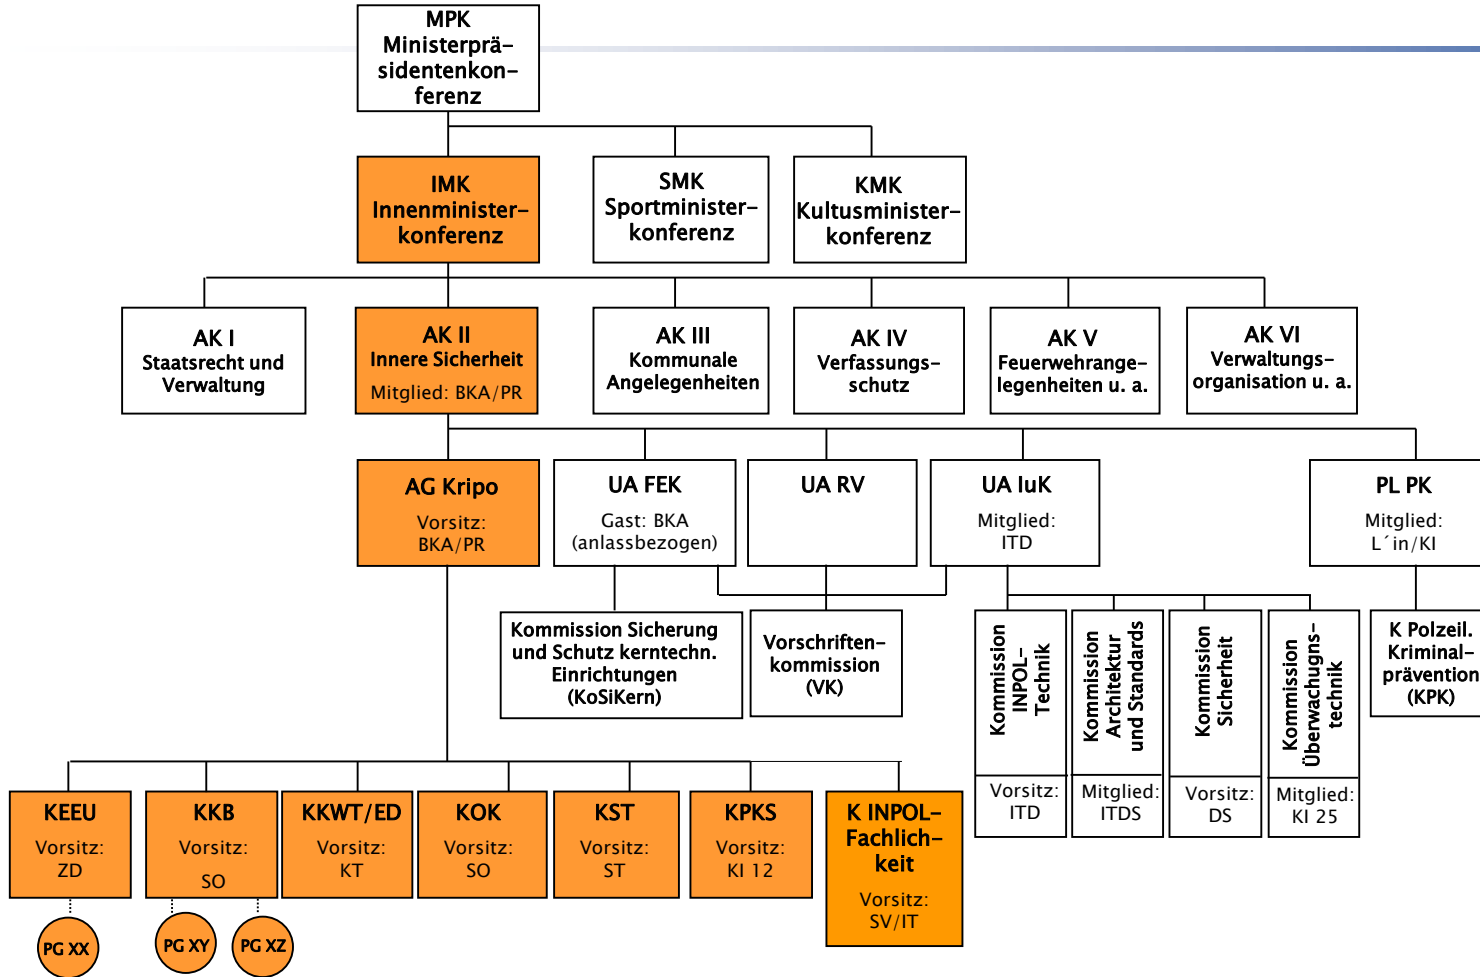 MPK
Ministerprä-
sidentenkon-
ferenz
IMK
Innenminister-
konferenz
SMK
Sportminister-
konferenz
KMK
Kultusminister-
konferenz
AK I
Staatsrecht und
Verwaltung
AK II
Innere Sicherheit
Mitglied: BKA/PR
AK III
Kommunale
Angelegenheiten
AK IV
Verfassungs-
schutz
AK V
Feuerwehrange-
legenheiten u. a.
AK VI
Verwaltungs-
organisation u. a.
AG Kripo
Vorsitz:
BKA/PR
UA FEK
Gast: BKA
(anlassbezogen)
UA RV
UA IuK
Mitglied:
ITD
PL PK
Mitglied:
L´in/KI
Kommission Sicherung
und Schutz kerntechn.
Einrichtungen
(KoSiKern)
Vorschriften-
kommission
(VK)
Kommission
INPOL-
Technik
Vorsitz:
ITD
Kommission
Architektur
und Standards
Mitglied:
ITDS
Kommission
Sicherheit
Vorsitz:
DS
Kommission
Überwachugns-
technik
Mitglied:
KI 25
K Polzeil.
Kriminal-
prävention
(KPK)
KEEU
Vorsitz:
ZD
KKB
Vorsitz:
SO
KKWT/ED
Vorsitz:
KT
KOK
Vorsitz:
SO
KST
Vorsitz:
ST
KPKS
Vorsitz:
KI 12
K INPOL-
Fachlich-
keit
Vorsitz:
SV/IT
PG XX
PG XY
PG XZ